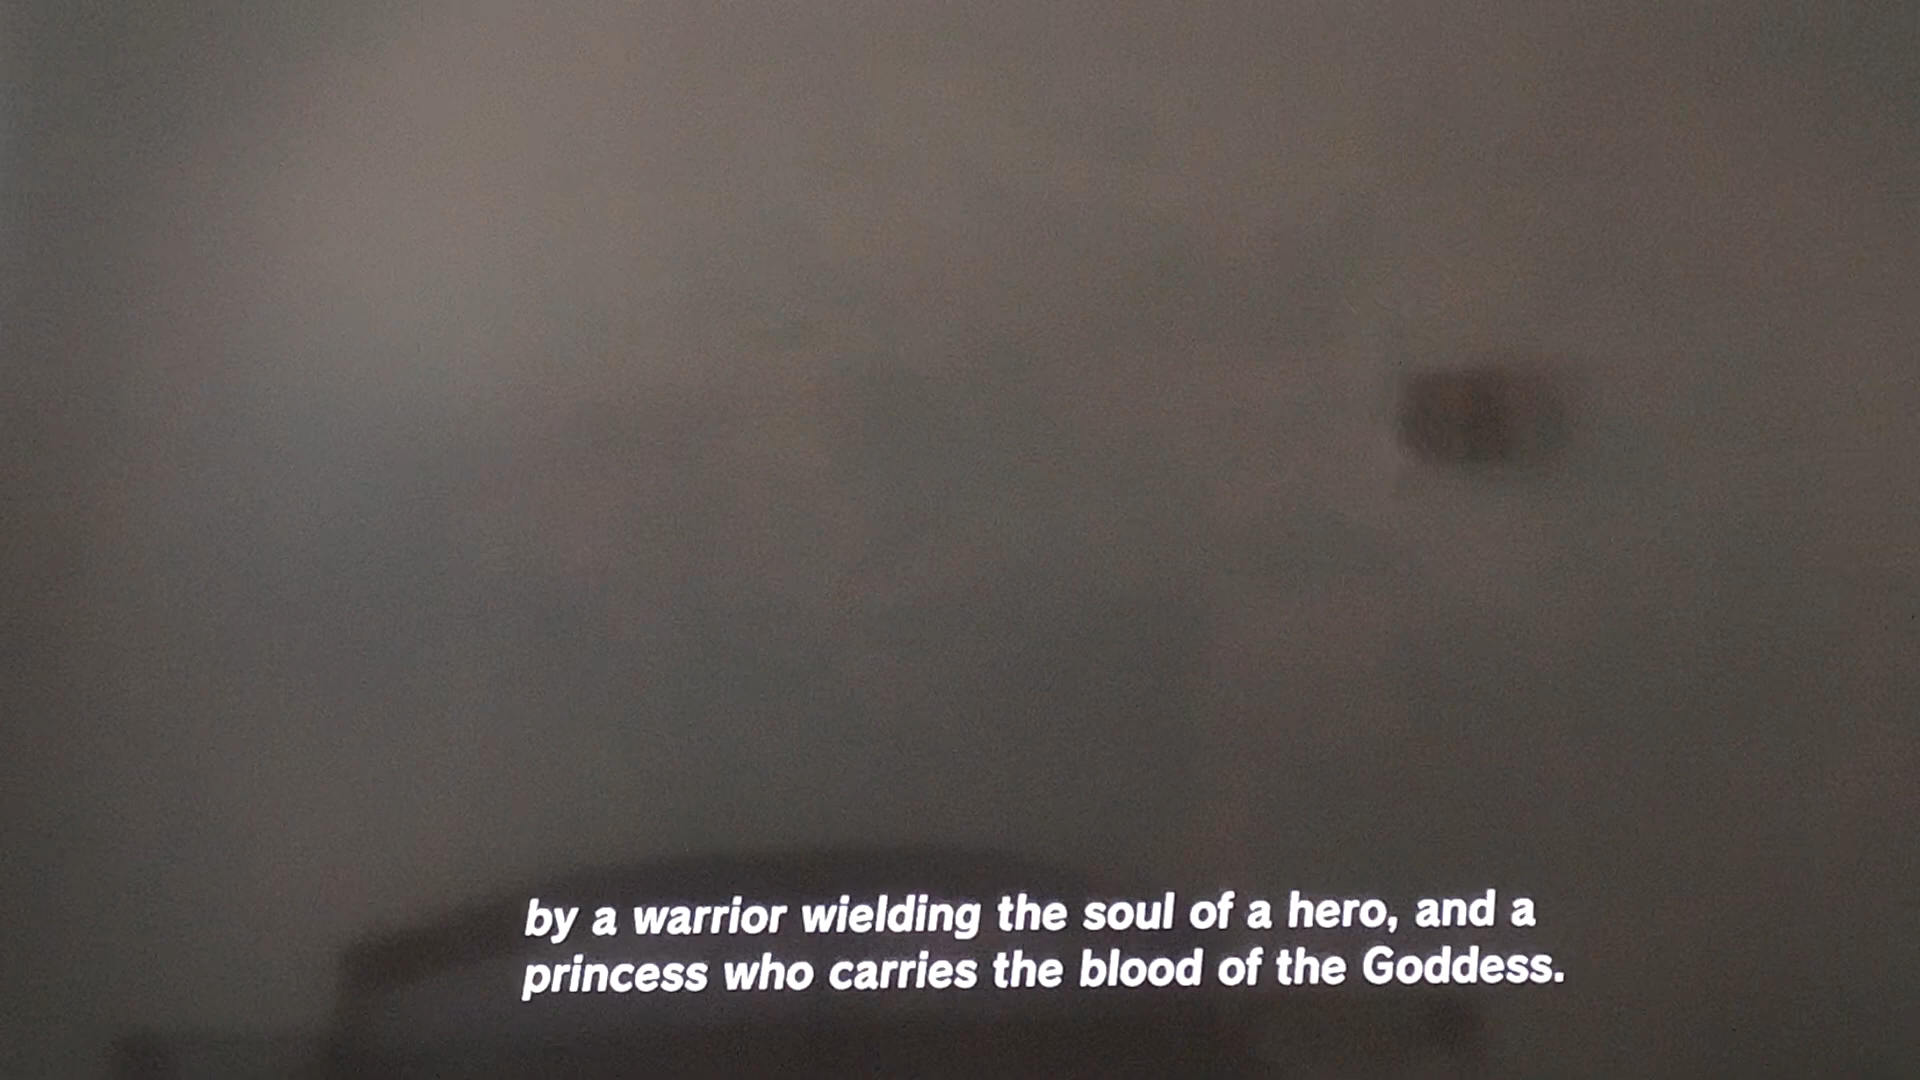 by a warrior wielding the soul of a hero, and a
princess who carries the blood of the Goddess.